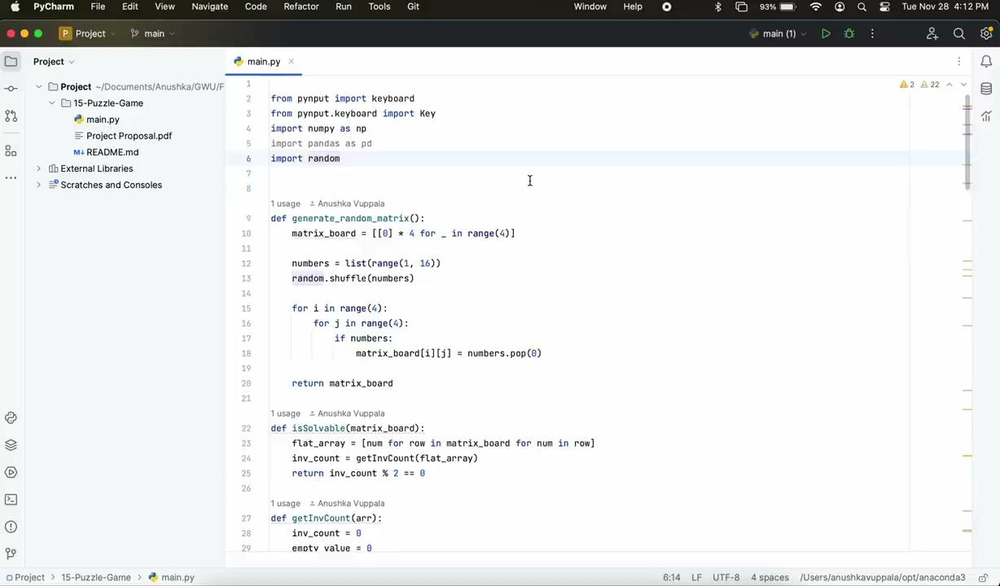 PyCharm File Edit View Navigate Code Refactor Run Tools Git Window Help 93% Tue Nov 28 4:12 PM
P Project main main (1)
Project
main.py
2 22
Project ~/Documents/Anushka/GWU/F
15-Puzzle-Game
main.py
Project Proposal.pdf
M↓ README.md
External Libraries
Scratches and Consoles
1
2 from pynput import keyboard
3 from pynput.keyboard import Key
4 import numpy as np
5 import pandas as pd
6 import random
7
8
1 usage Anushka Vuppala
9 def generate_random_matrix():
10 matrix_board = [[0] * 4 for _ in range(4)]
11
12 numbers = list(range(1, 16))
13 random.shuffle(numbers)
14
15 for i in range(4):
16 for j in range(4):
17 if numbers:
18 matrix_board[i][j] = numbers.pop(0)
19
20 return matrix_board
21
1 usage Anushka Vuppala
22 def isSolvable(matrix_board):
23 flat_array = [num for row in matrix_board for num in row]
24 inv_count = getInvCount(flat_array)
25 return inv_count % 2 == 0
26
1 usage Anushka Vuppala
27 def getInvCount(arr):
28 inv_count = 0
29 empty_value = 0
Project > 15-Puzzle-Game > main.py 6:14 LF UTF-8 4 spaces /Users/anushkavuppala/opt/anaconda3